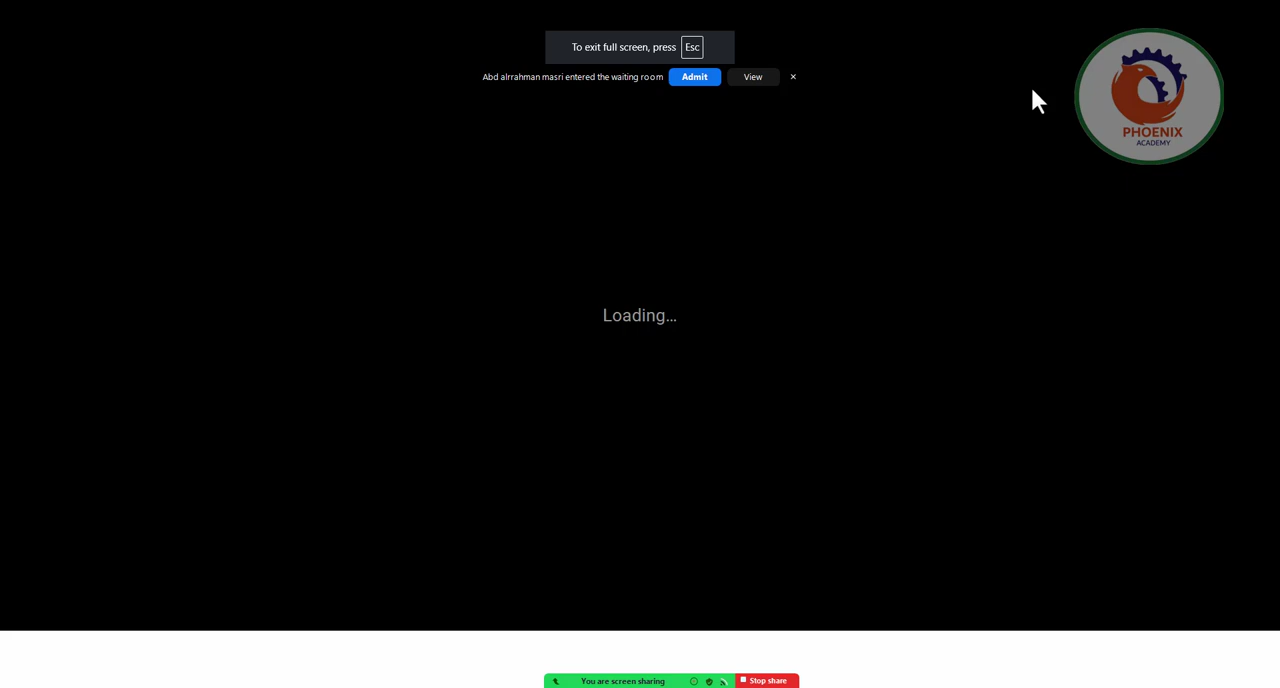 To exit full screen, press Esc
Abd alrrahman masri entered the waiting room Admit View ×
PHOENIX
ACADEMY
Loading...
You are screen sharing Stop share